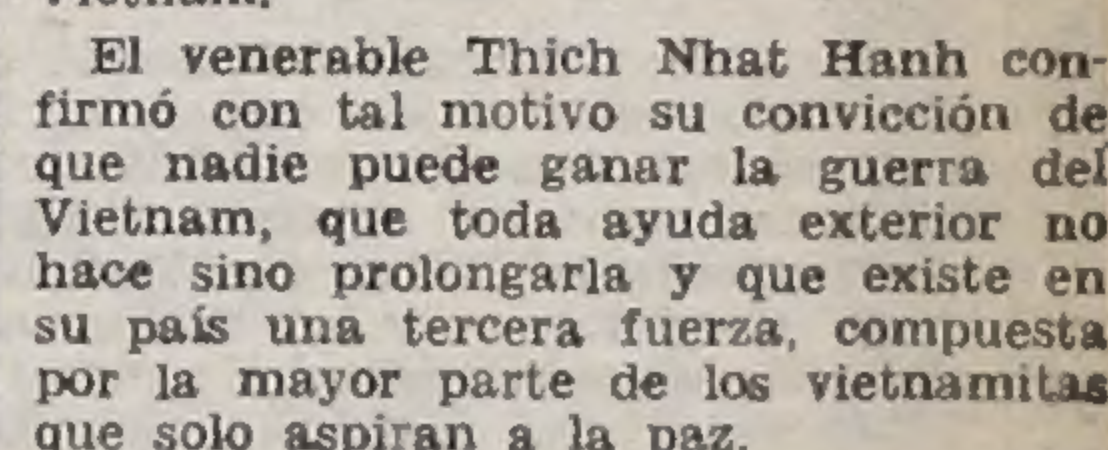 Vietnam.
El venerable Thich Nhat Hanh con-
firmó con tal motivo su convicción de
que nadie puede ganar la guerra del
Vietnam, que toda ayuda exterior no
hace sino prolongarla y que existe en
su país una tercera fuerza, compuesta
por la mayor parte de los vietnamitas
que solo aspiran a la paz.